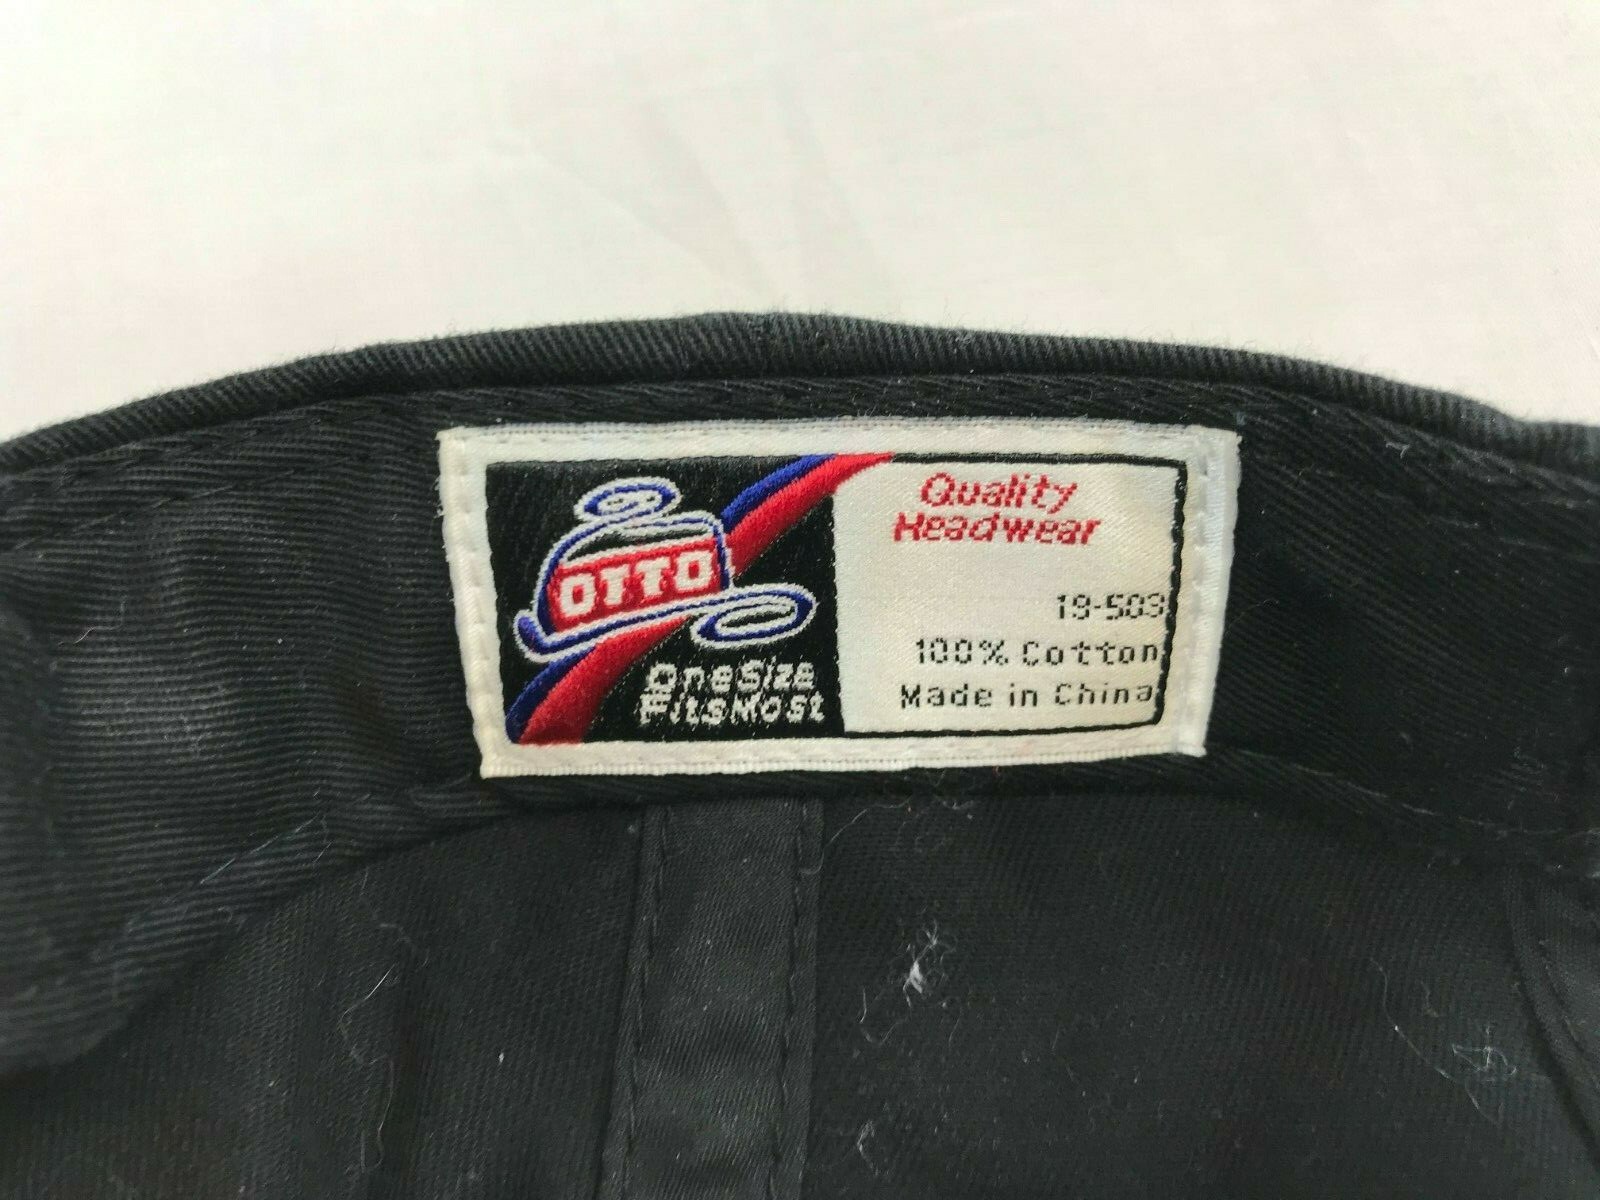 OTTO
One Size
Fits Most
Quality
Headwear
19-503
100% Cotton
Made in China